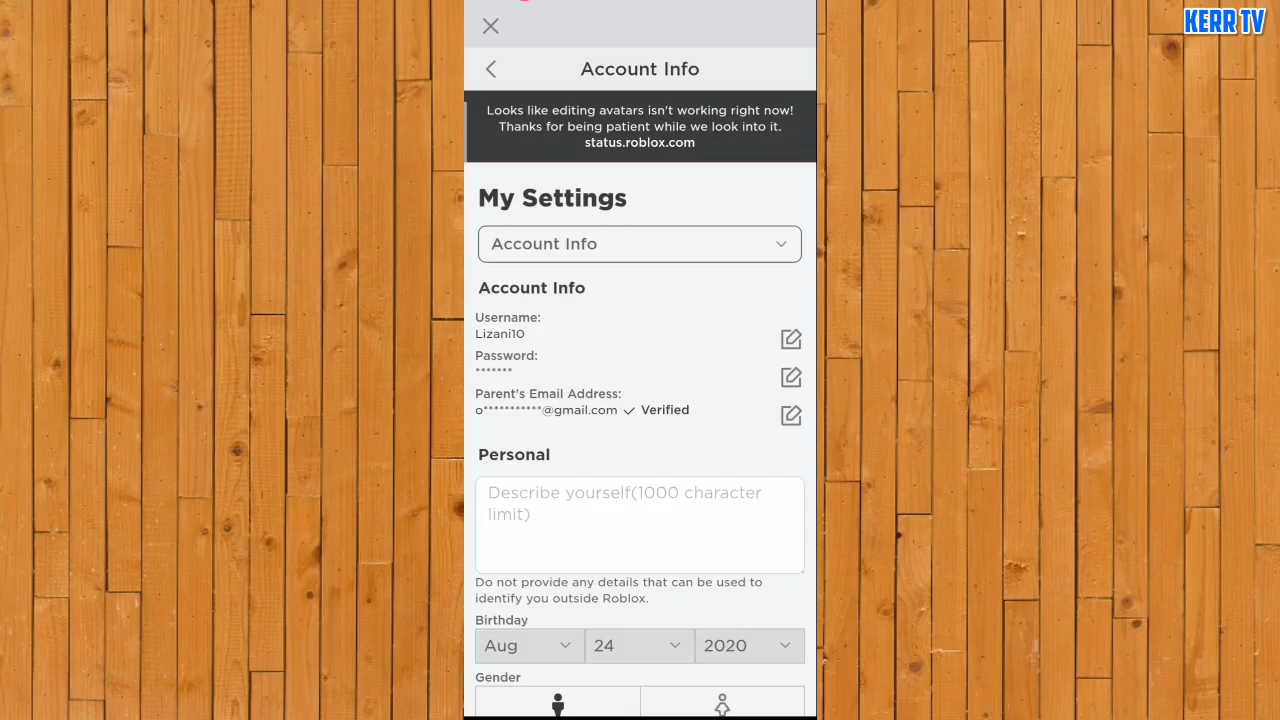 KERR TV
Account Info
Looks like editing avatars isn't working right now!
Thanks for being patient while we look into it.
status.roblox.com
My Settings
Account Info
Account Info
Username:
Lizani10
Password:
*******
Parent's Email Address:
o***********@gmail.com ✓ Verified
Personal
Describe yourself(1000 character
limit)
Do not provide any details that can be used to
identify you outside Roblox.
Birthday
Aug 24 2020
Gender